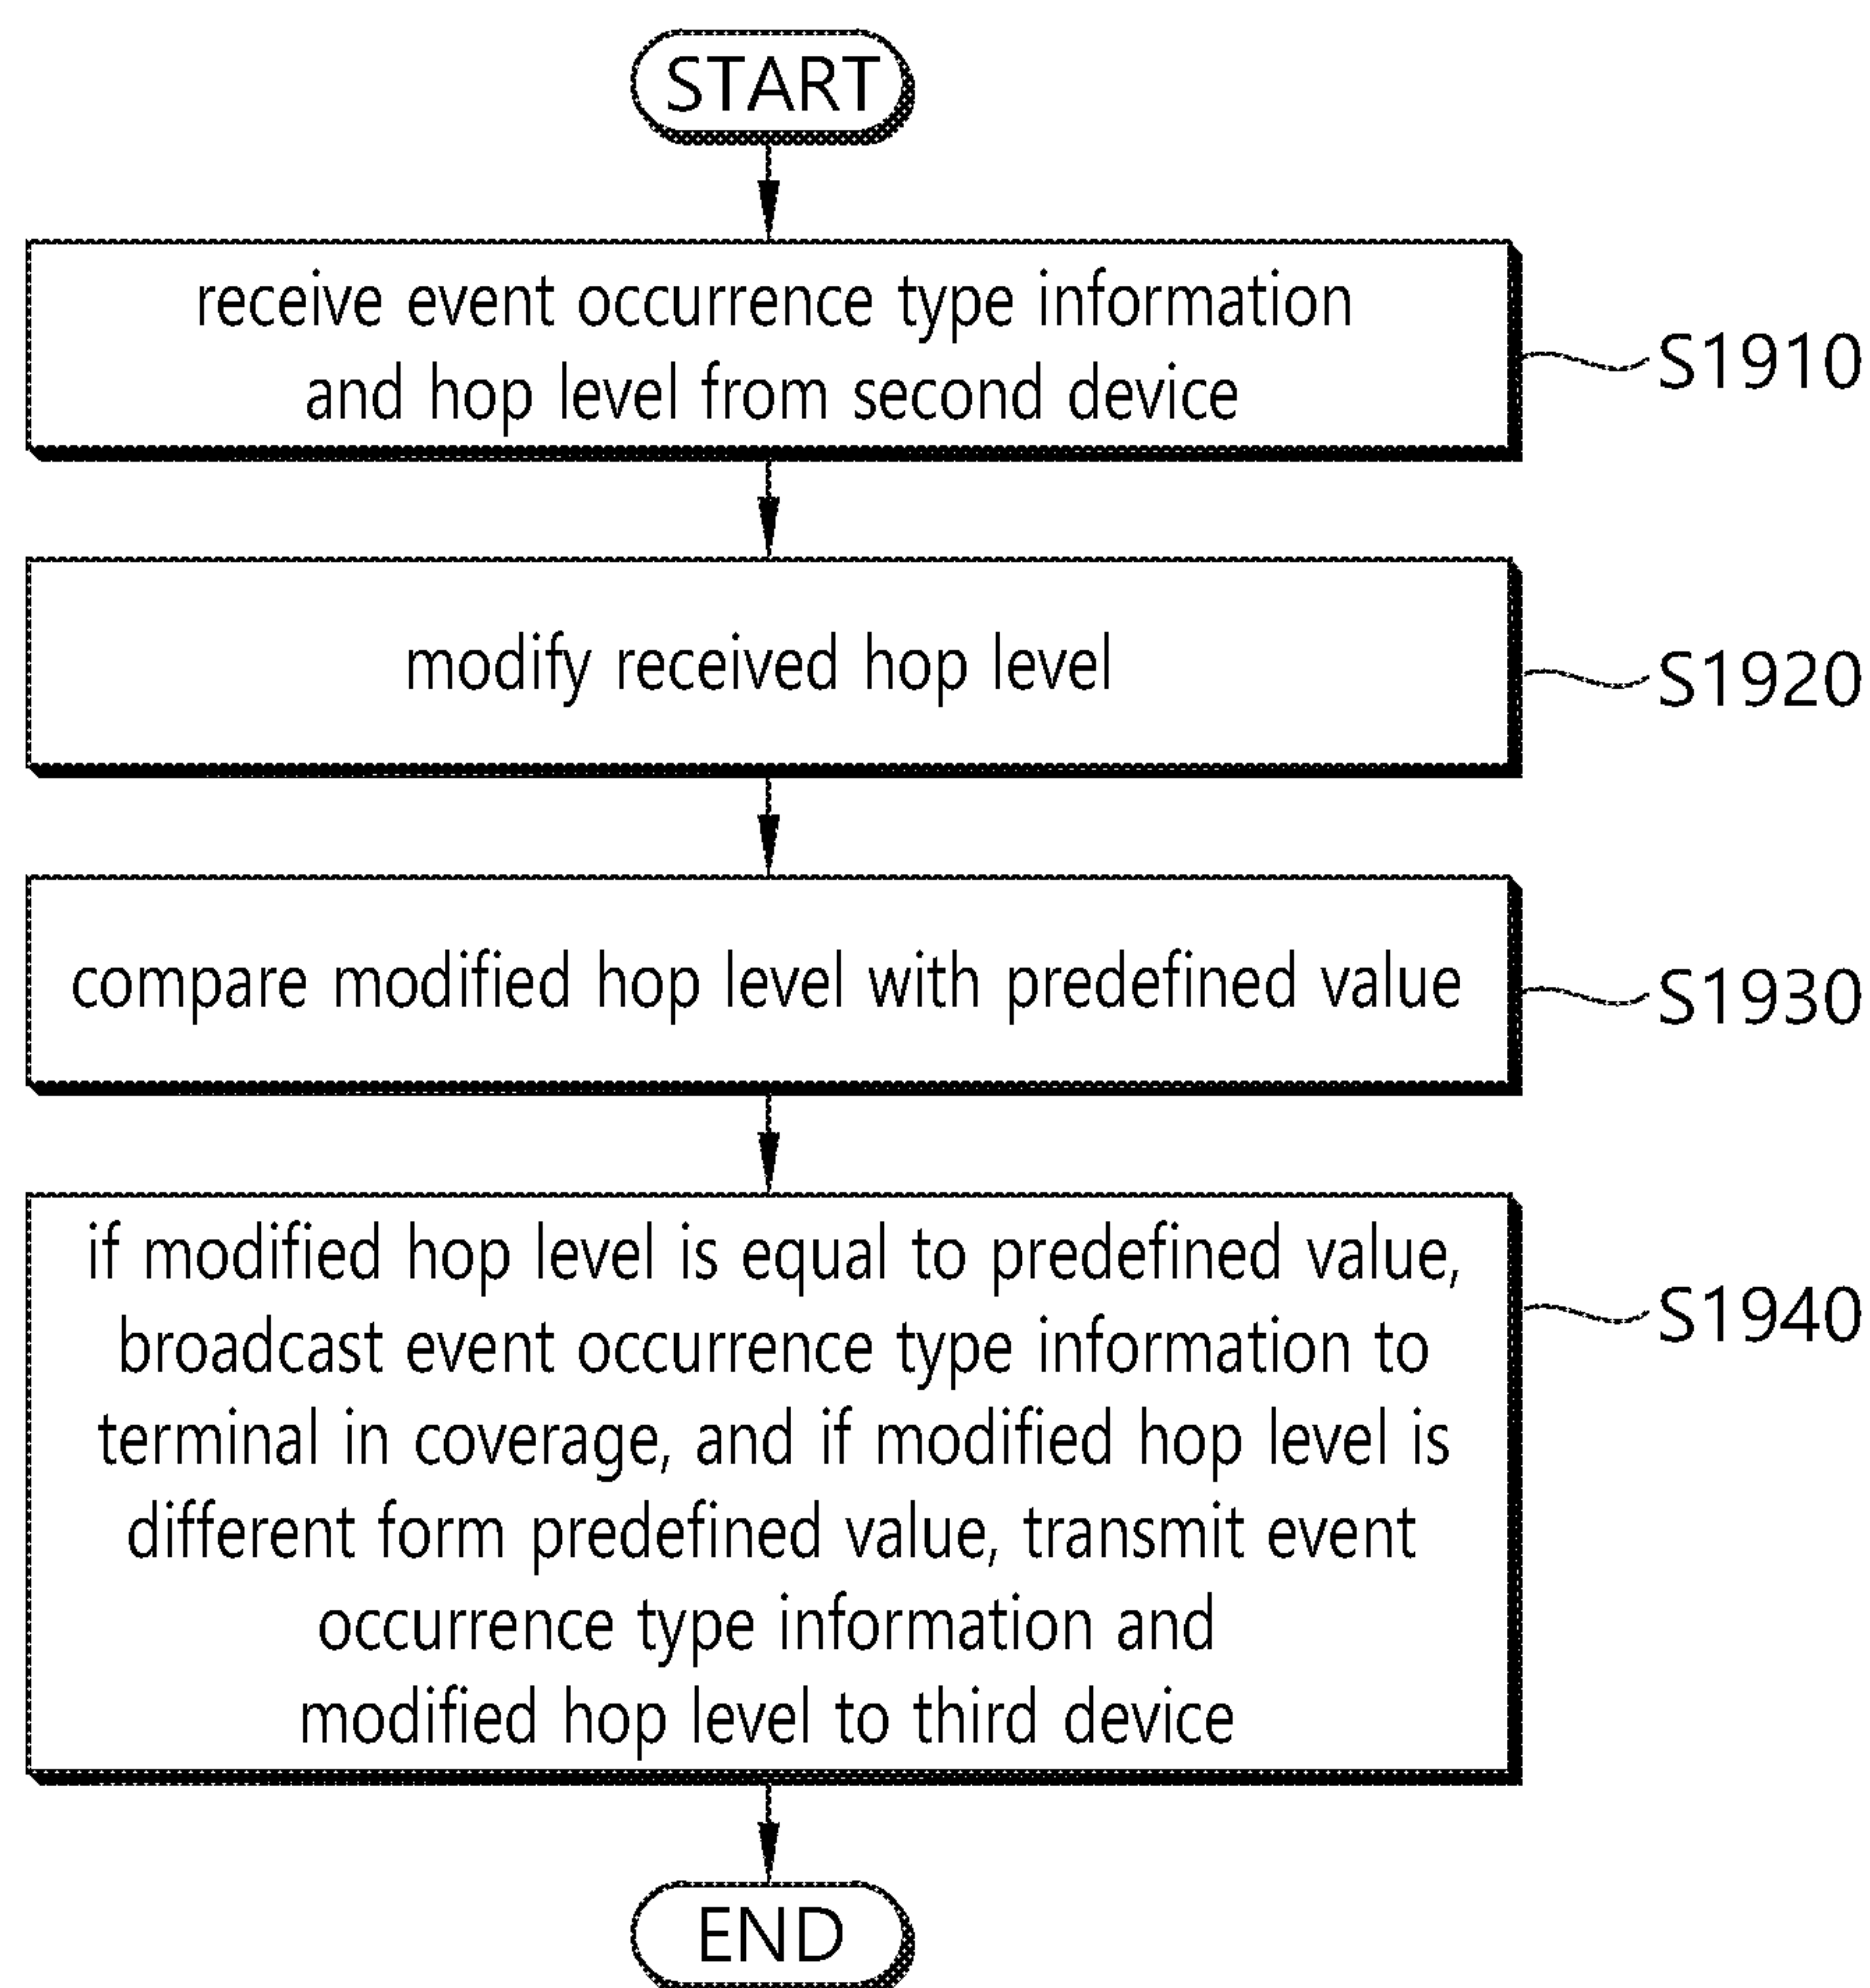 START
receive event occurrence type information
and hop level from second device
S1910
modify received hop level
S1920
compare modified hop level with predefined value
S1930
if modified hop level is equal to predefined value,
broadcast event occurrence type information to
terminal in coverage, and if modified hop level is
different form predefined value, transmit event
occurrence type information and
modified hop level to third device
S1940
END